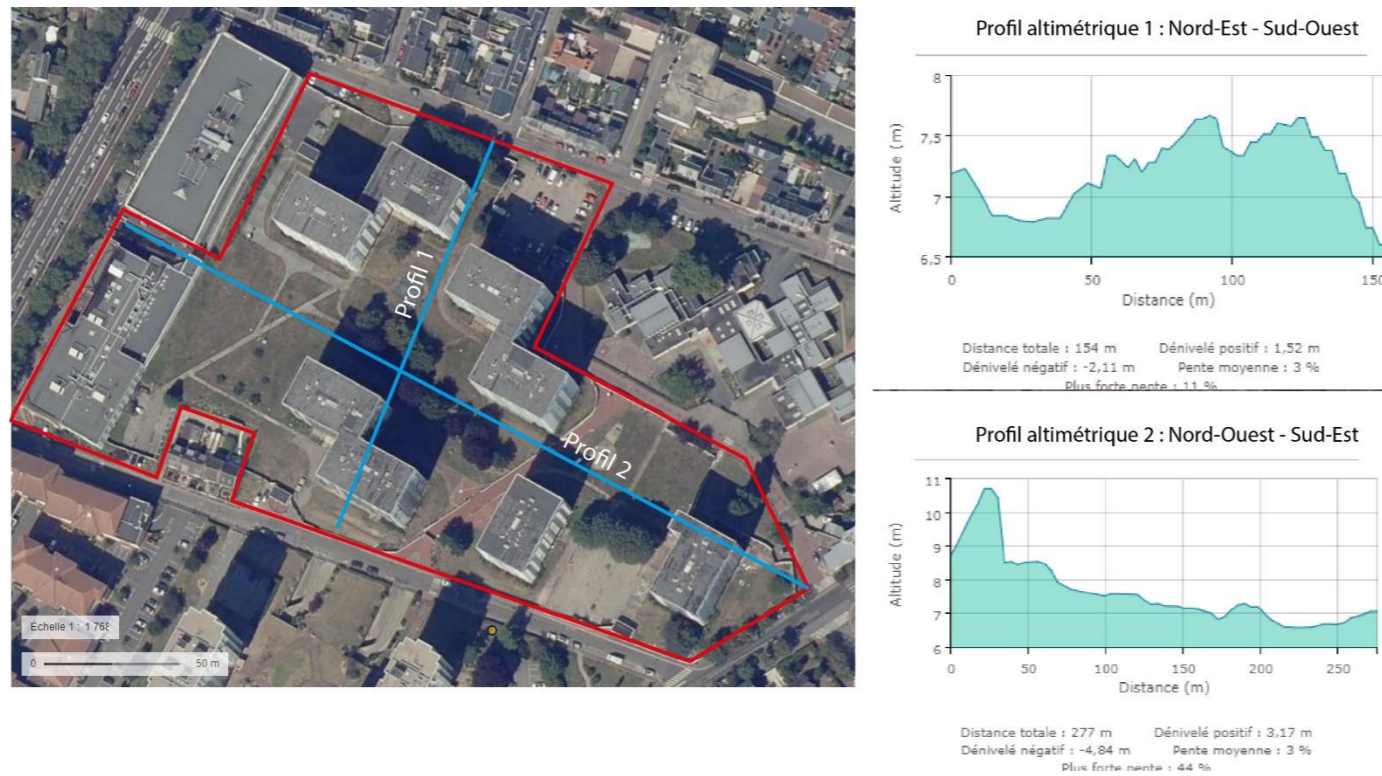 Profil 1
Profil 2
Échelle 1 : 1 768
0 50 m
Profil altimétrique 1 : Nord-Est - Sud-Ouest
8
7,5
7
6,5
Altitude (m)
0 50 100 150
Distance (m)
Distance totale : 154 m Dénivelé positif : 1,52 m
Dénivelé négatif : -2,11 m Pente moyenne : 3 %
Plus forte pente : 11 %
Profil altimétrique 2 : Nord-Ouest - Sud-Est
11
10
9
8
7
6
Altitude (m)
0 50 100 150 200 250
Distance (m)
Distance totale : 277 m Dénivelé positif : 3,17 m
Dénivelé négatif : -4,84 m Pente moyenne : 3 %
Plus forte pente : 44 %